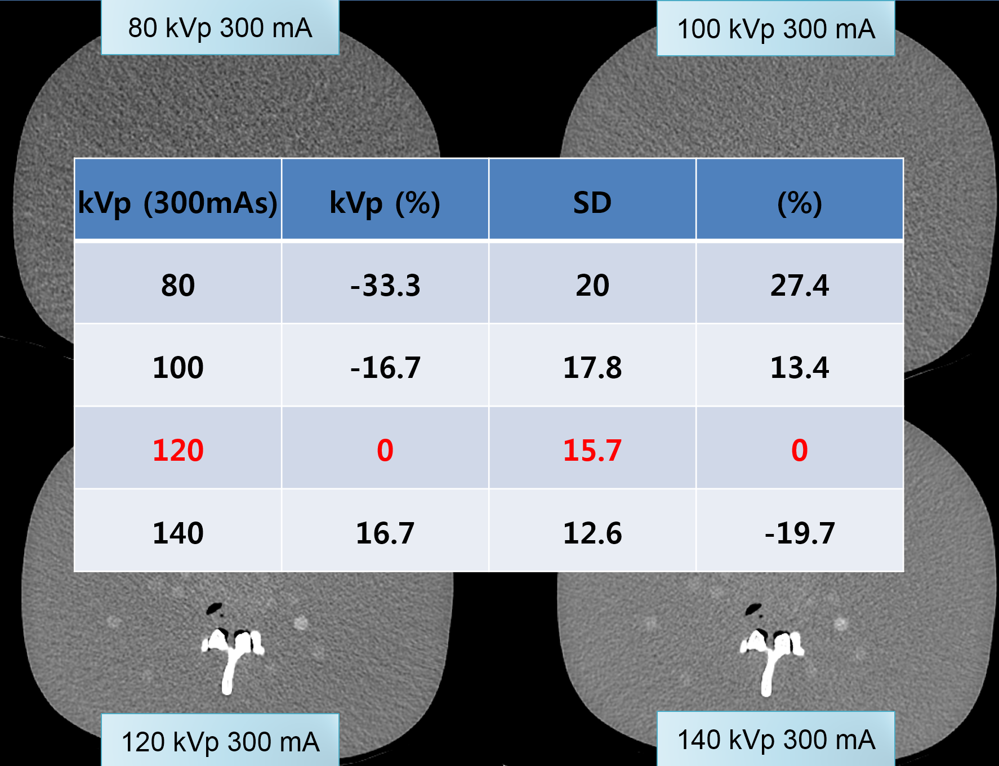 80 kVp 300 mA
100 kVp 300 mA
kVp (300mAs) kVp (%) SD (%)
80 -33.3 20 27.4
100 -16.7 17.8 13.4
120 0 15.7 0
140 16.7 12.6 -19.7
120 kVp 300 mA
140 kVp 300 mA